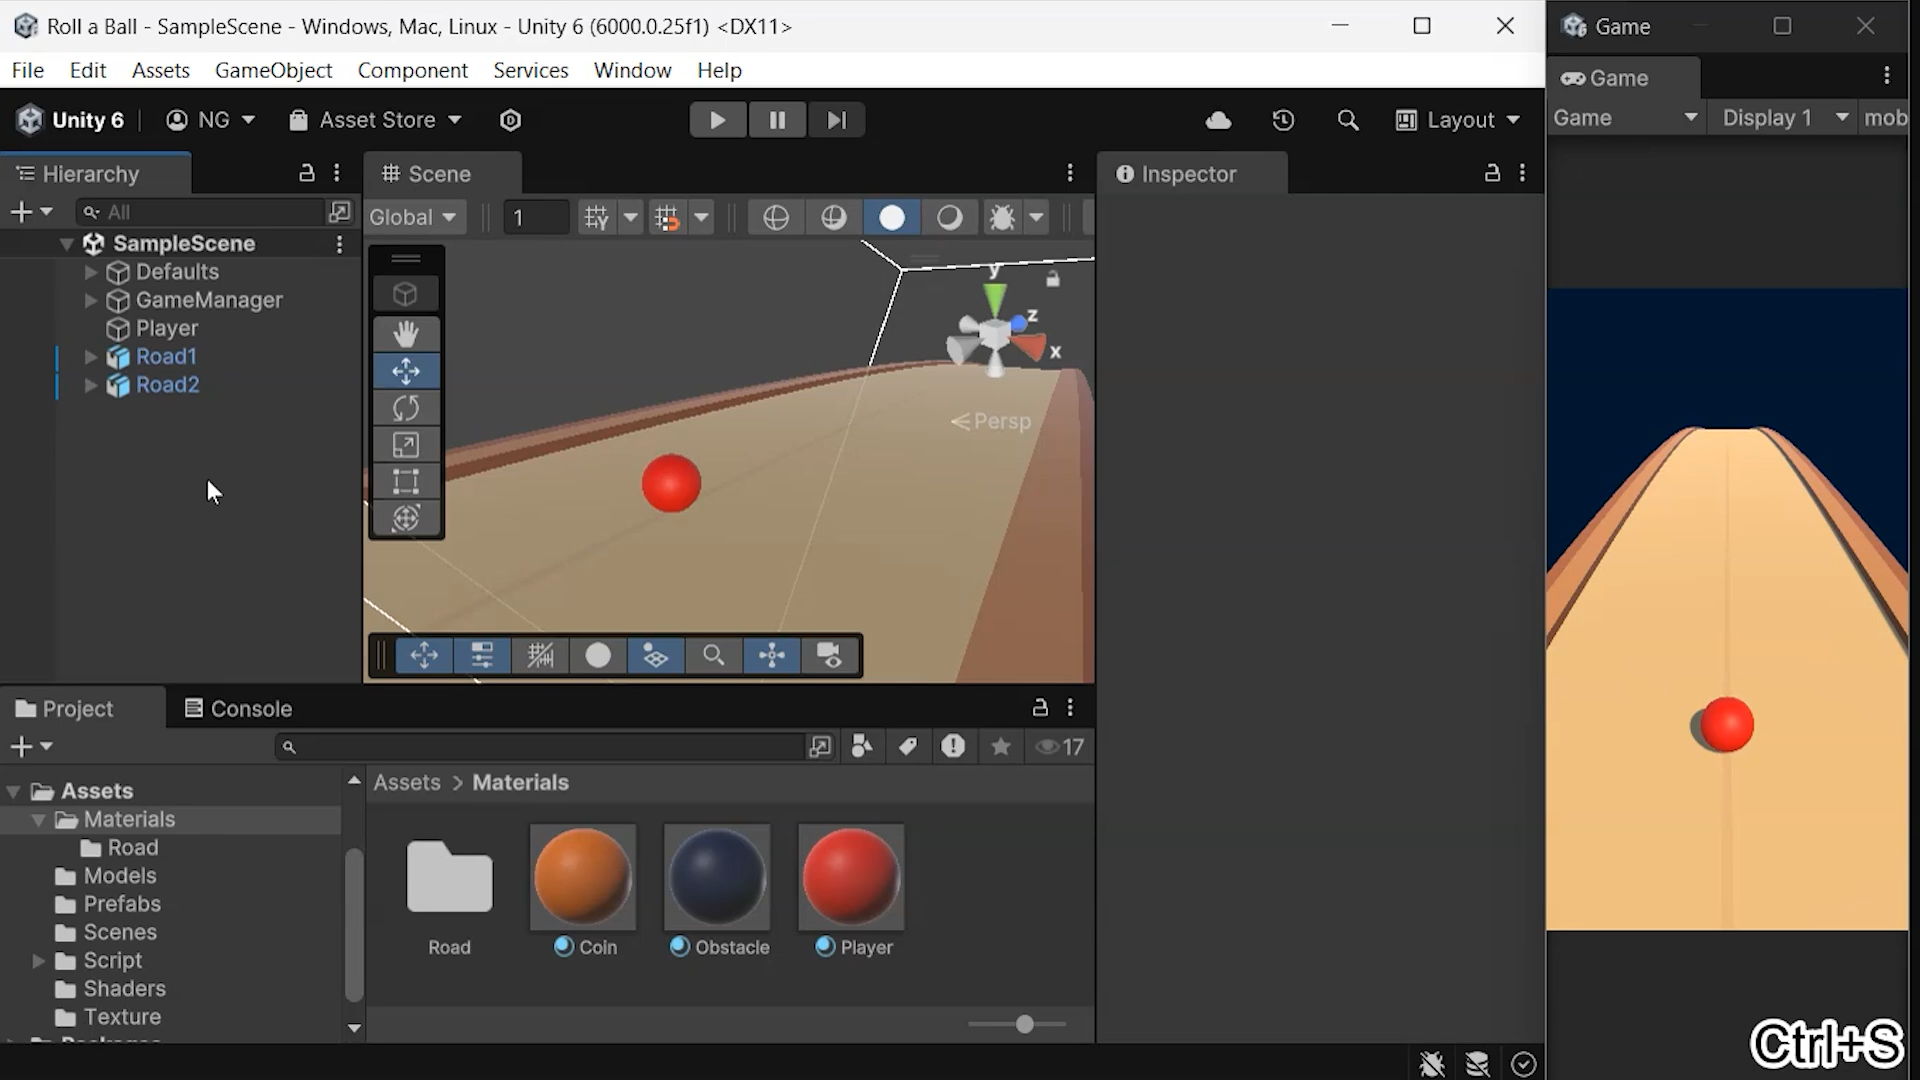 Roll a Ball - SampleScene - Windows, Mac, Linux - Unity 6 (6000.0.25f1) <DX11>
Game
File Edit Assets GameObject Component Services Window Help
Game
Unity 6 NG Asset Store Layout
Game Display 1 mob
Hierarchy Scene Inspector
All
Global 1
SampleScene
Defaults
GameManager
Player
Road1
Road2
y
z
x
Persp
Project Console
17
Assets
Materials
Road
Models
Prefabs
Scenes
Script
Shaders
Texture
Assets > Materials
Road Coin Obstacle Player
Ctrl+S